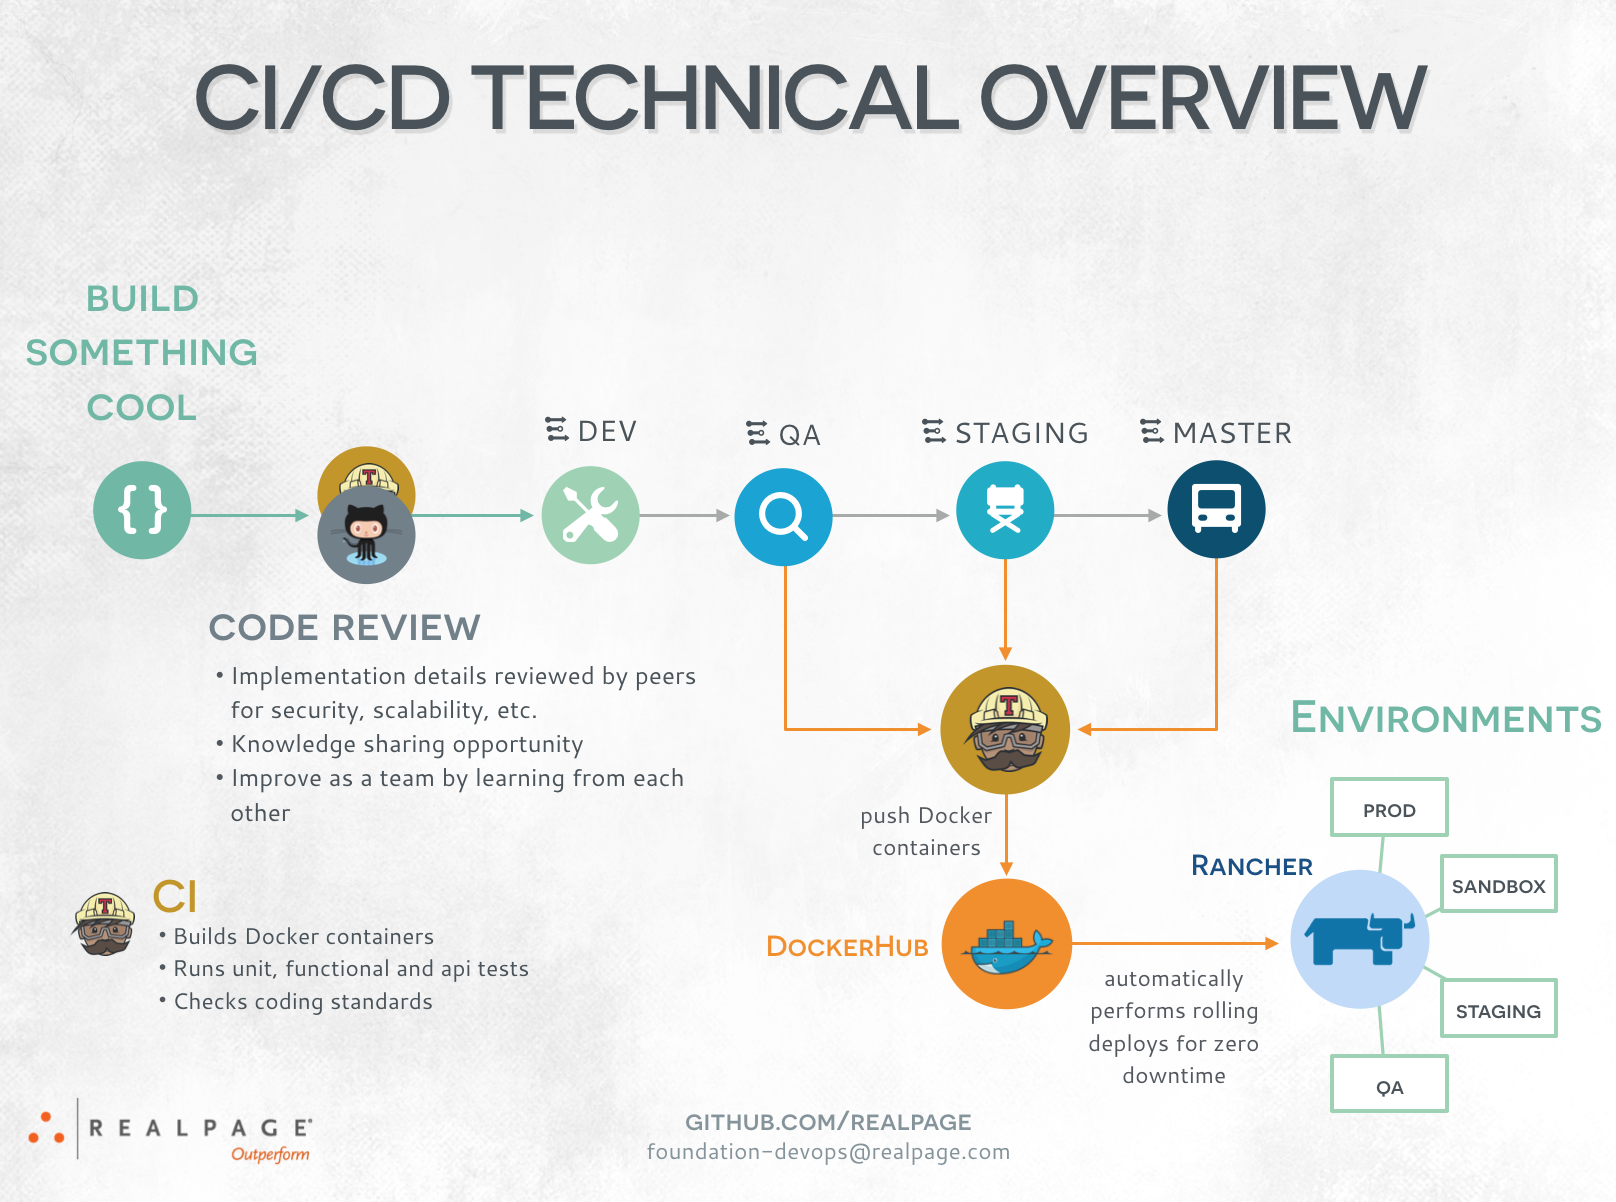 CI/CD TECHNICAL OVERVIEW
BUILD
SOMETHING
COOL
{}
DEV
QA
STAGING
MASTER
T
CODE REVIEW
• Implementation details reviewed by peers
for security, scalability, etc.
• Knowledge sharing opportunity
• Improve as a team by learning from each
other
T
push Docker
containers
CI
T
• Builds Docker containers
• Runs unit, functional and api tests
• Checks coding standards
DOCKERHUB
automatically
performs rolling
deploys for zero
downtime
ENVIRONMENTS
RANCHER
PROD
SANDBOX
STAGING
QA
REALPAGE®
Outperform
GITHUB.COM/REALPAGE
foundation-devops@realpage.com